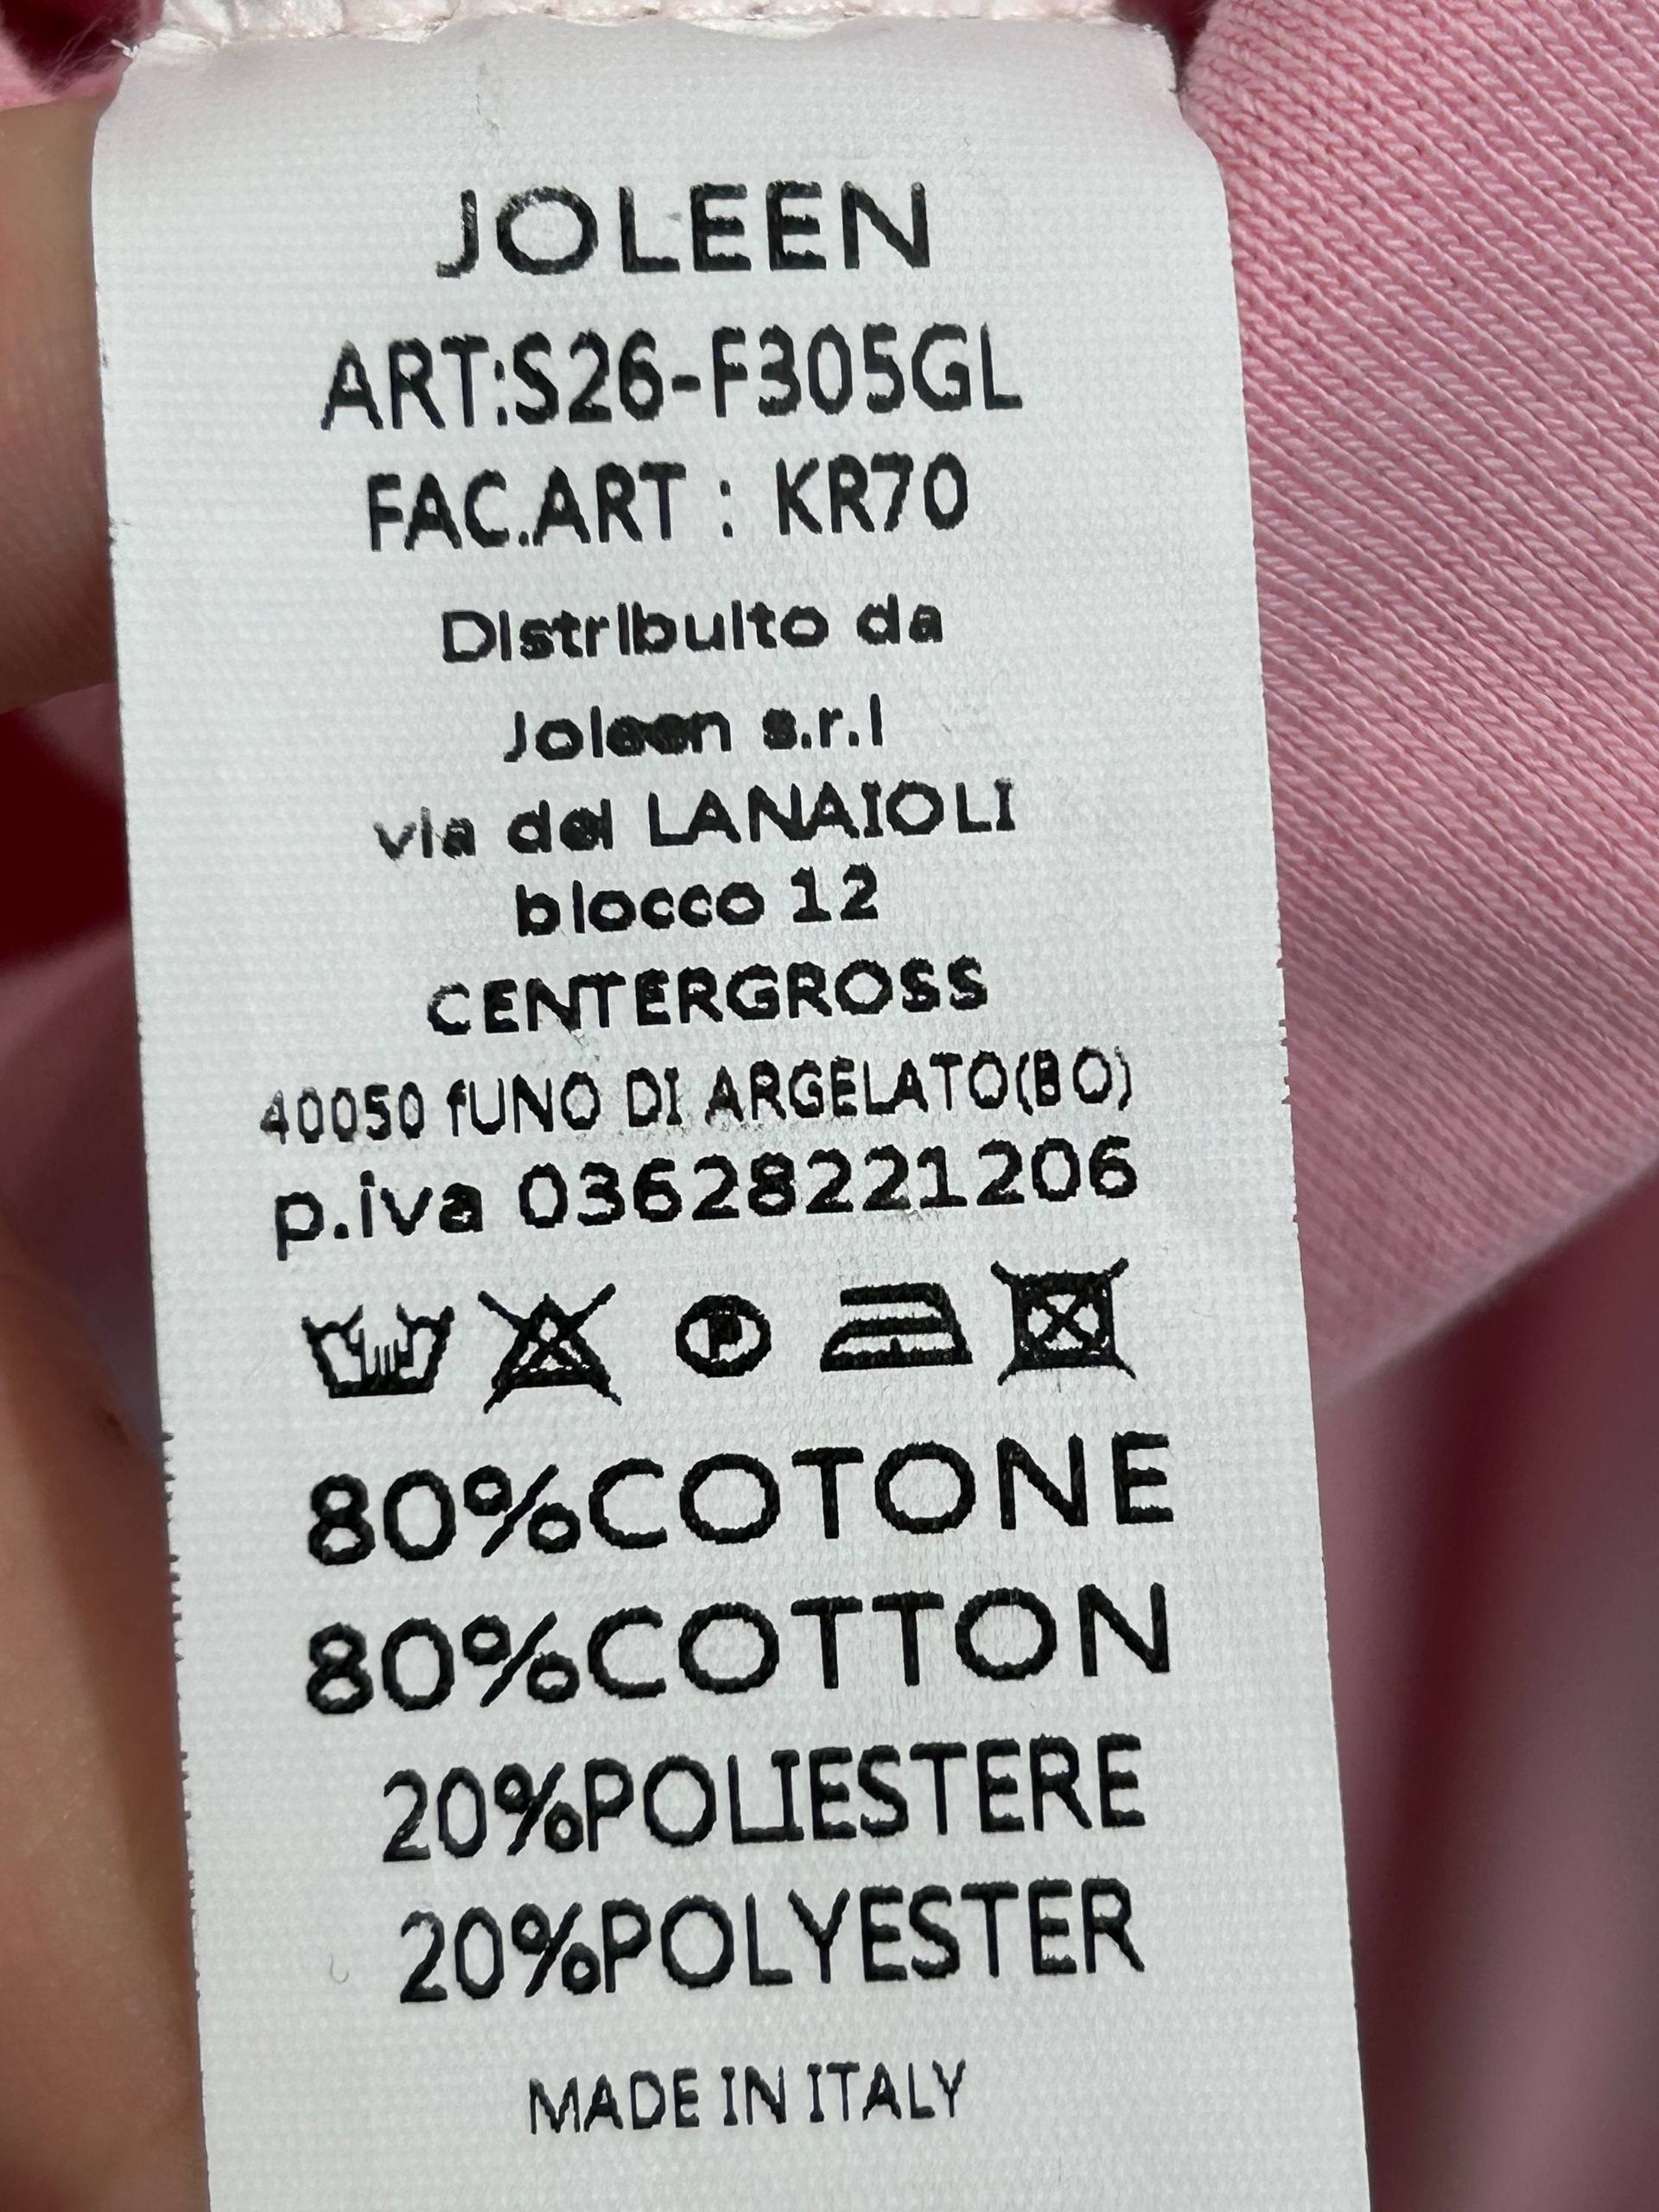 JOLEEN
ART:S26-F305GL
FAC.ART : KR70
Distribuito da
Joleen s.r.l
via dei LANAIOLI
blocco 12
CENTERGROSS
40050 fUNO DI ARGELATO(BO)
p.iva 03628221206
P
80%COTONE
80%COTTON
20%POLIESTERE
20%POLYESTER
MADE IN ITALY